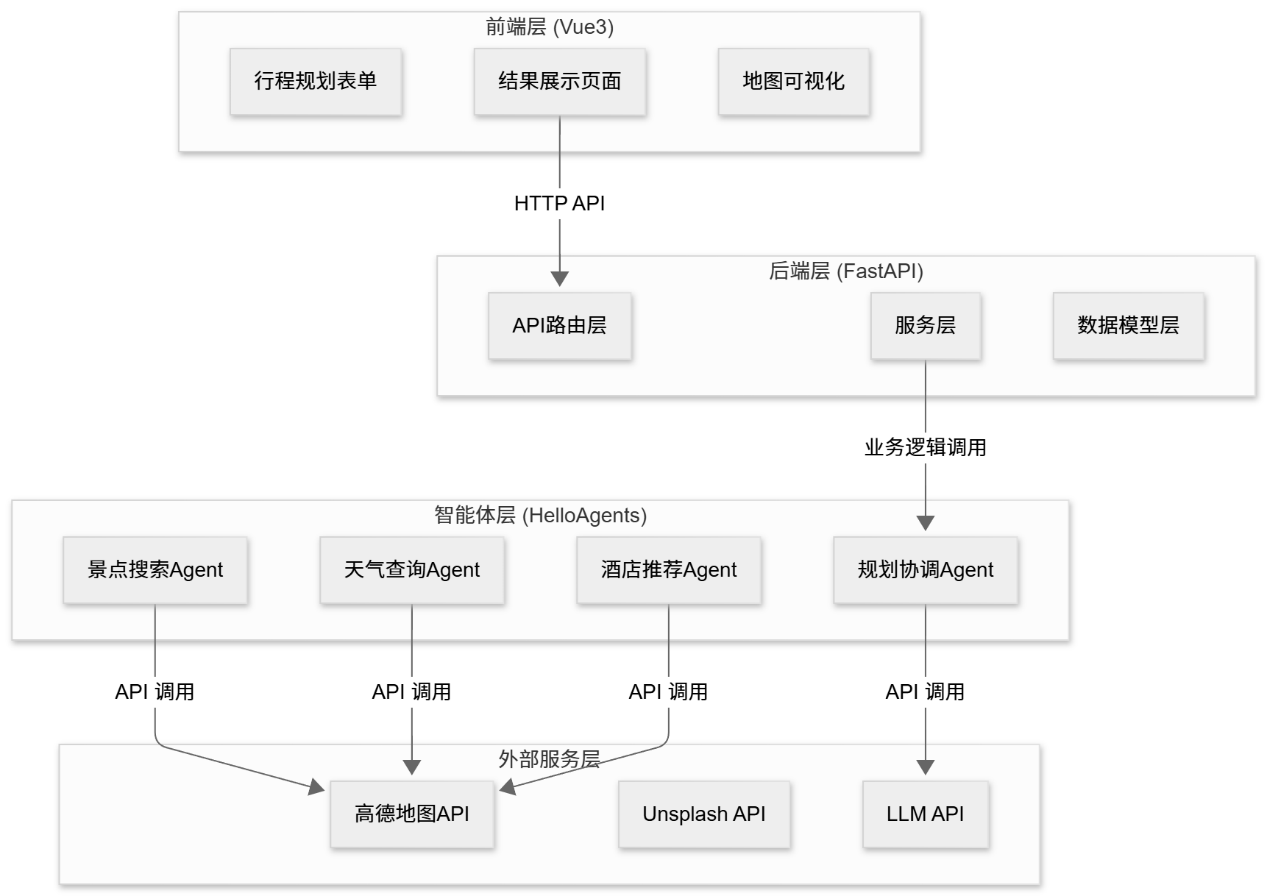 前端层 (Vue3)
行程规划表单
结果展示页面
地图可视化
HTTP API
后端层 (FastAPI)
API路由层
服务层
数据模型层
业务逻辑调用
智能体层 (HelloAgents)
景点搜索Agent
天气查询Agent
酒店推荐Agent
规划协调Agent
API 调用
API 调用
API 调用
API 调用
外部服务层
高德地图API
Unsplash API
LLM API